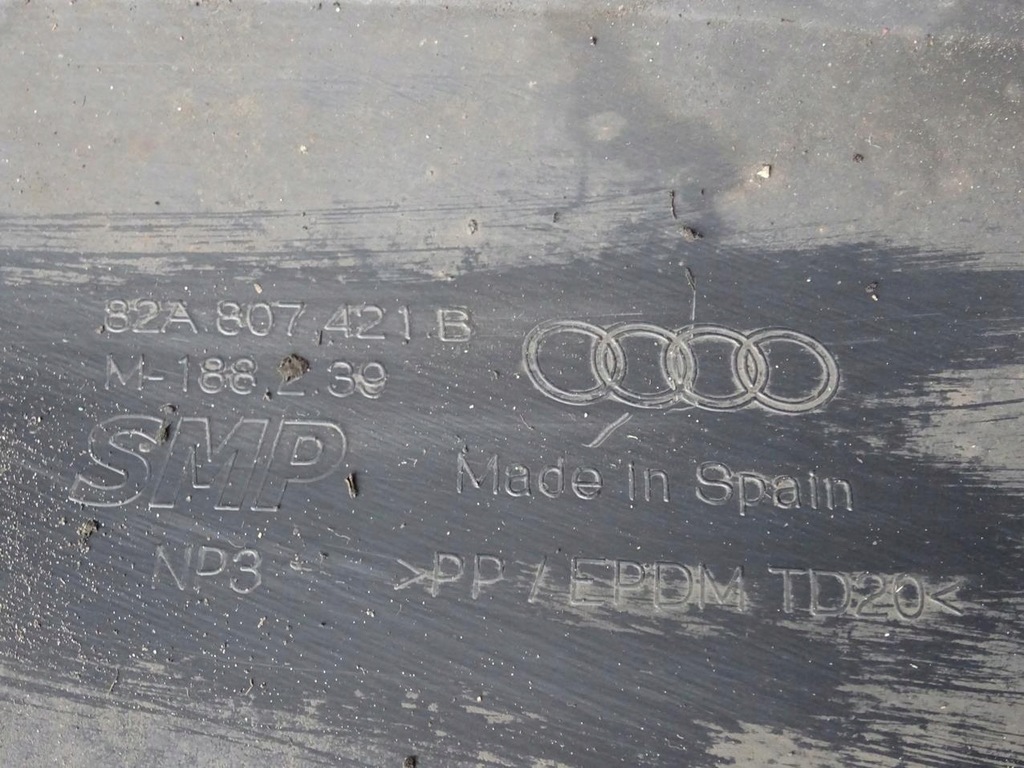 82A 807 421 B
M-188 2 39
SMP
Made in Spain
NP3
>PP / EPDM TD20<